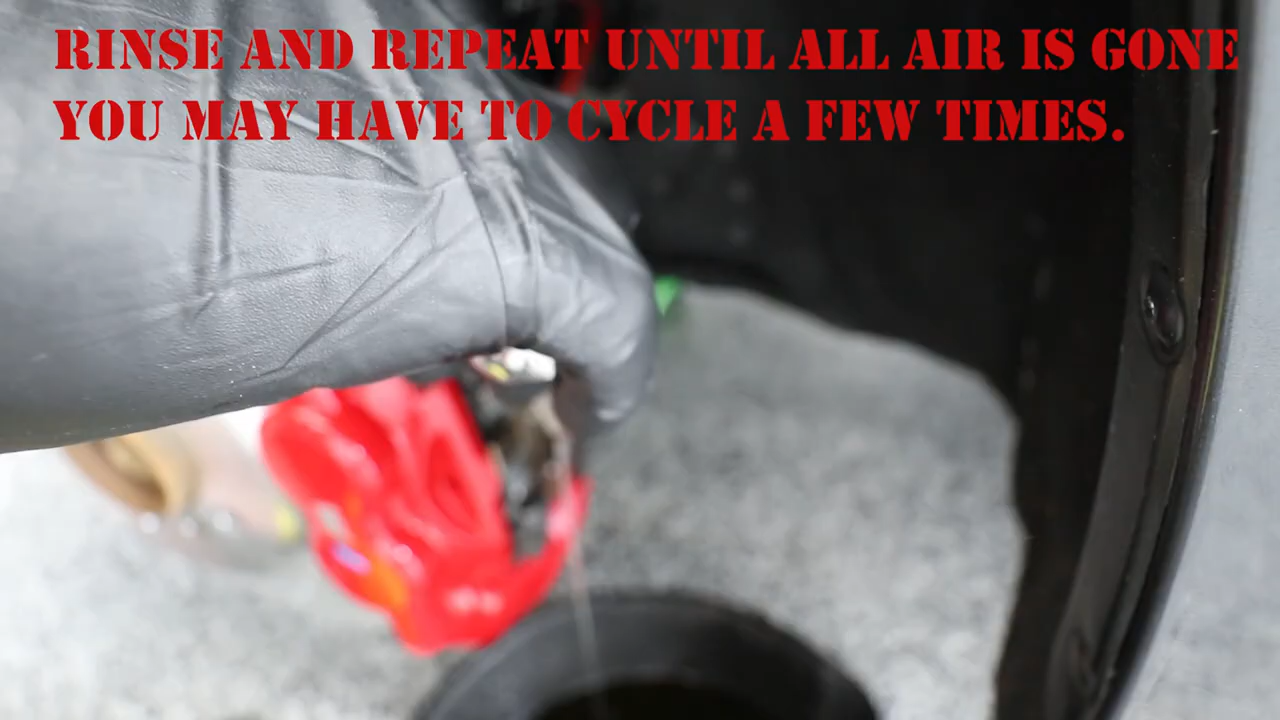 RINSE AND REPEAT UNTIL ALL AIR IS GONE
YOU MAY HAVE TO CYCLE A FEW TIMES.